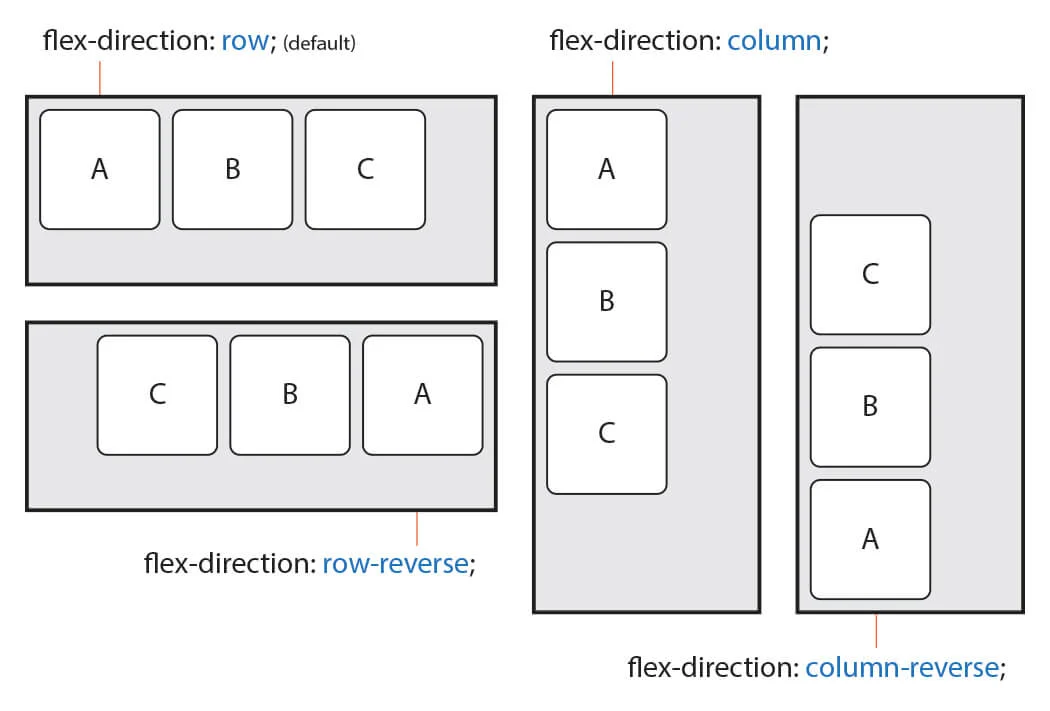 flex-direction: row; (default)
A B C
C B A
flex-direction: row-reverse;
flex-direction: column;
A
B
C
C
B
A
flex-direction: column-reverse;